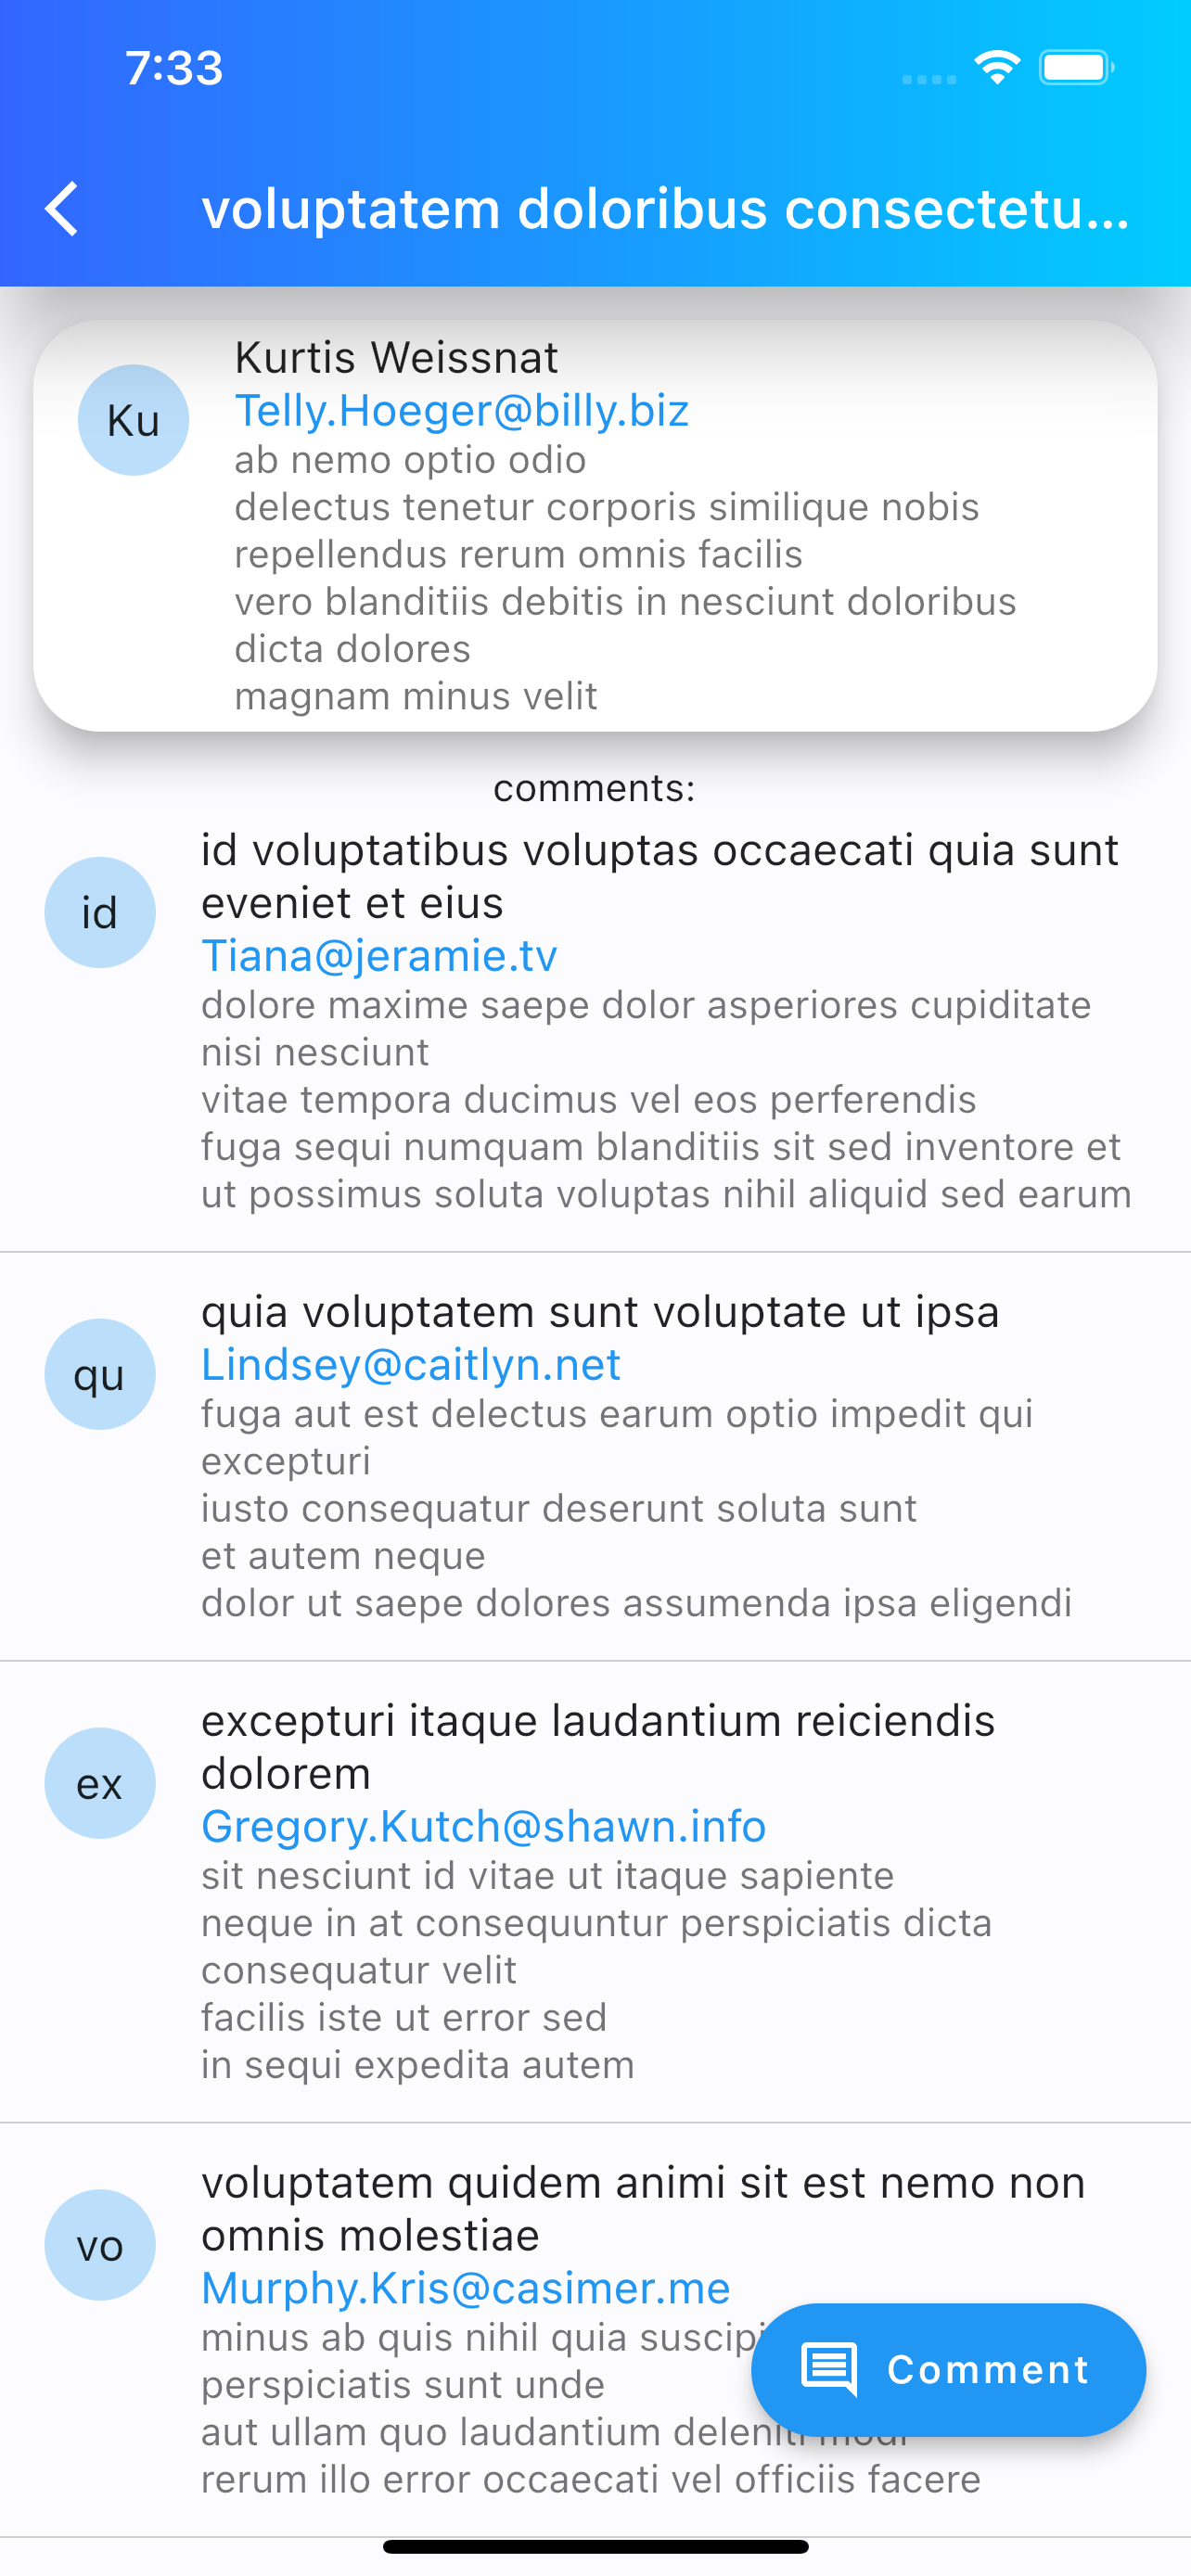 7:33
voluptatem doloribus consectetu...
Ku
Kurtis Weissnat
Telly.Hoeger@billy.biz
ab nemo optio odio
delectus tenetur corporis similique nobis
repellendus rerum omnis facilis
vero blanditiis debitis in nesciunt doloribus
dicta dolores
magnam minus velit
comments:
id
id voluptatibus voluptas occaecati quia sunt
eveniet et eius
Tiana@jeramie.tv
dolore maxime saepe dolor asperiores cupiditate
nisi nesciunt
vitae tempora ducimus vel eos perferendis
fuga sequi numquam blanditiis sit sed inventore et
ut possimus soluta voluptas nihil aliquid sed earum
qu
quia voluptatem sunt voluptate ut ipsa
Lindsey@caitlyn.net
fuga aut est delectus earum optio impedit qui
excepturi
iusto consequatur deserunt soluta sunt
et autem neque
dolor ut saepe dolores assumenda ipsa eligendi
ex
excepturi itaque laudantium reiciendis
dolorem
Gregory.Kutch@shawn.info
sit nesciunt id vitae ut itaque sapiente
neque in at consequuntur perspiciatis dicta
consequatur velit
facilis iste ut error sed
in sequi expedita autem
vo
voluptatem quidem animi sit est nemo non
omnis molestiae
Murphy.Kris@casimer.me
minus ab quis nihil quia
perspiciatis sunt unde
aut ullam quo laudantium deleniti
rerum illo error occaecati vel officiis facere
Comment